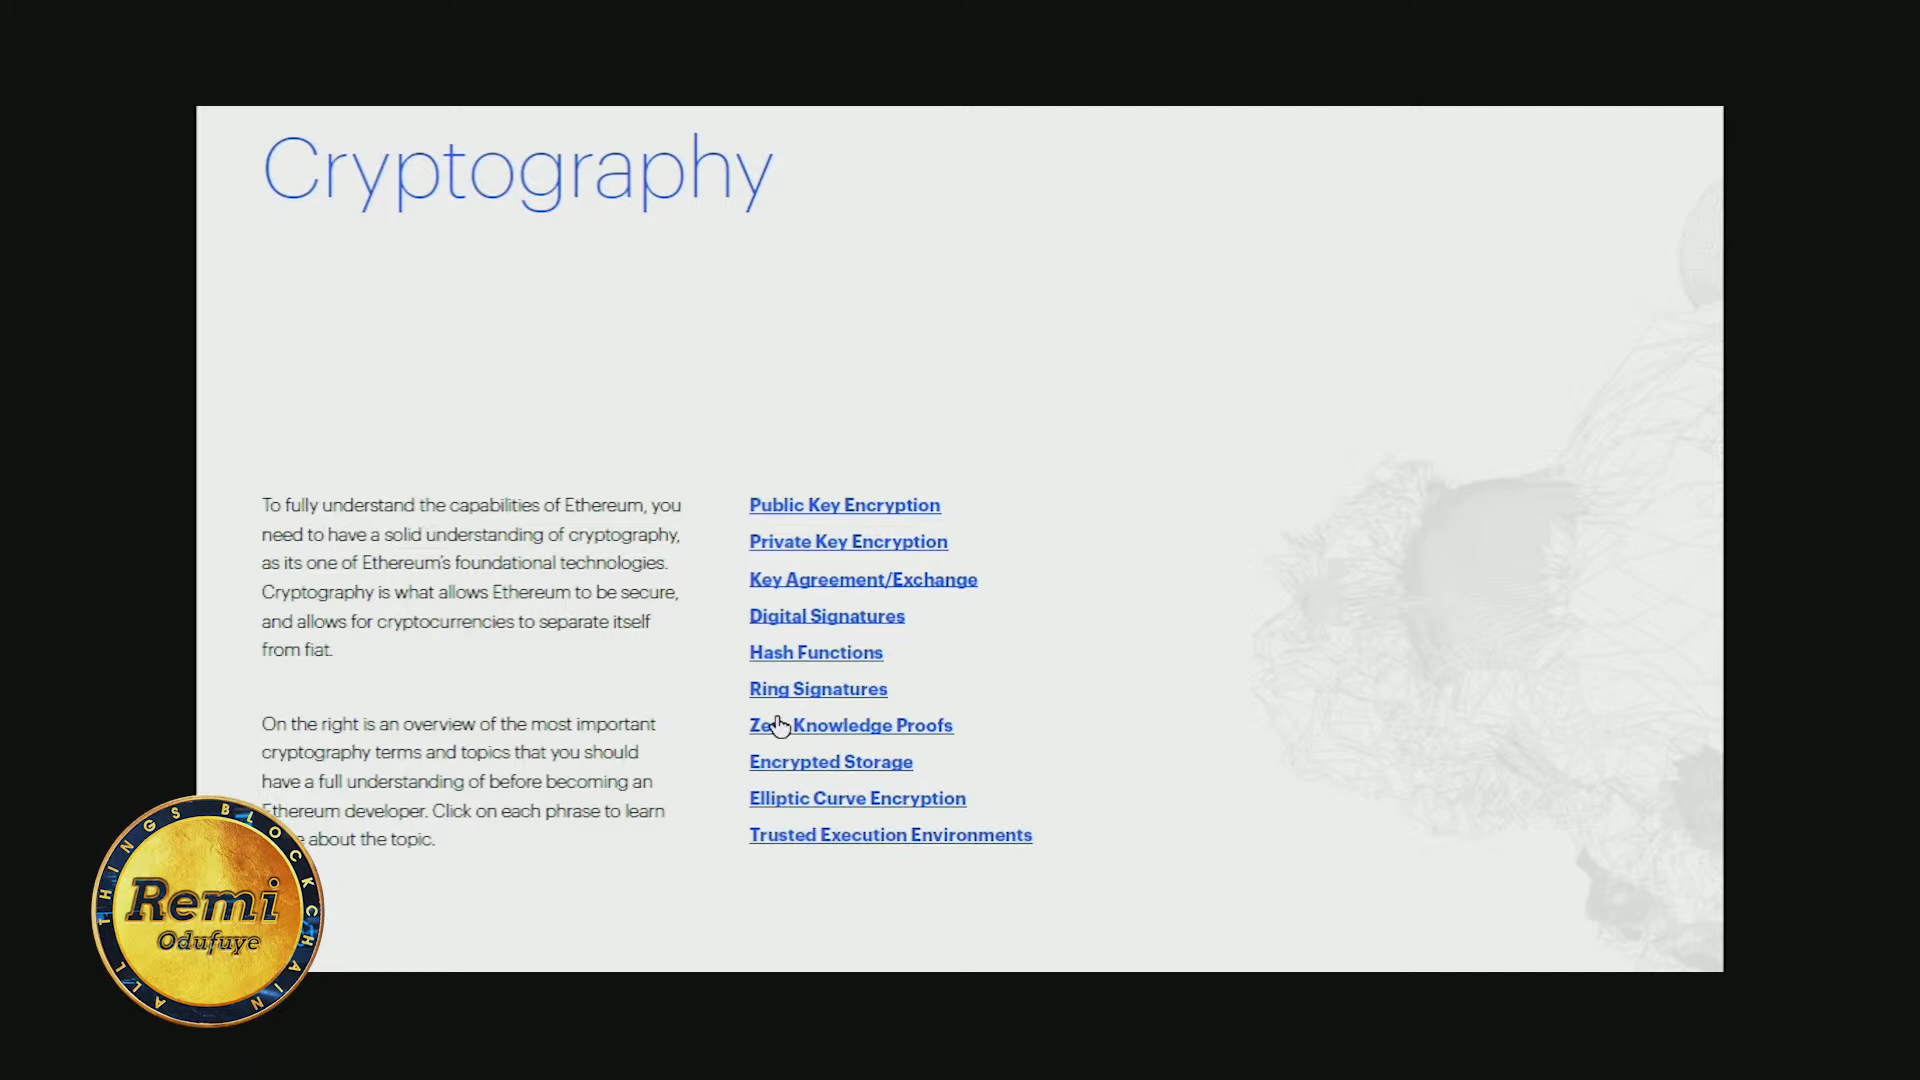 Cryptography
To fully understand the capabilities of Ethereum, you
need to have a solid understanding of cryptography,
as its one of Ethereum's foundational technologies.
Cryptography is what allows Ethereum to be secure,
and allows for cryptocurrencies to separate itself
from fiat.
On the right is an overview of the most important
cryptography terms and topics that you should
have a full understanding of before becoming an
Ethereum developer. Click on each phrase to learn
about the topic.
Public Key Encryption
Private Key Encryption
Key Agreement/Exchange
Digital Signatures
Hash Functions
Ring Signatures
Knowledge Proofs
Encrypted Storage
Elliptic Curve Encryption
Trusted Execution Environments
ALL THINGS BLOCKCHAIN
Remi
Odufuye